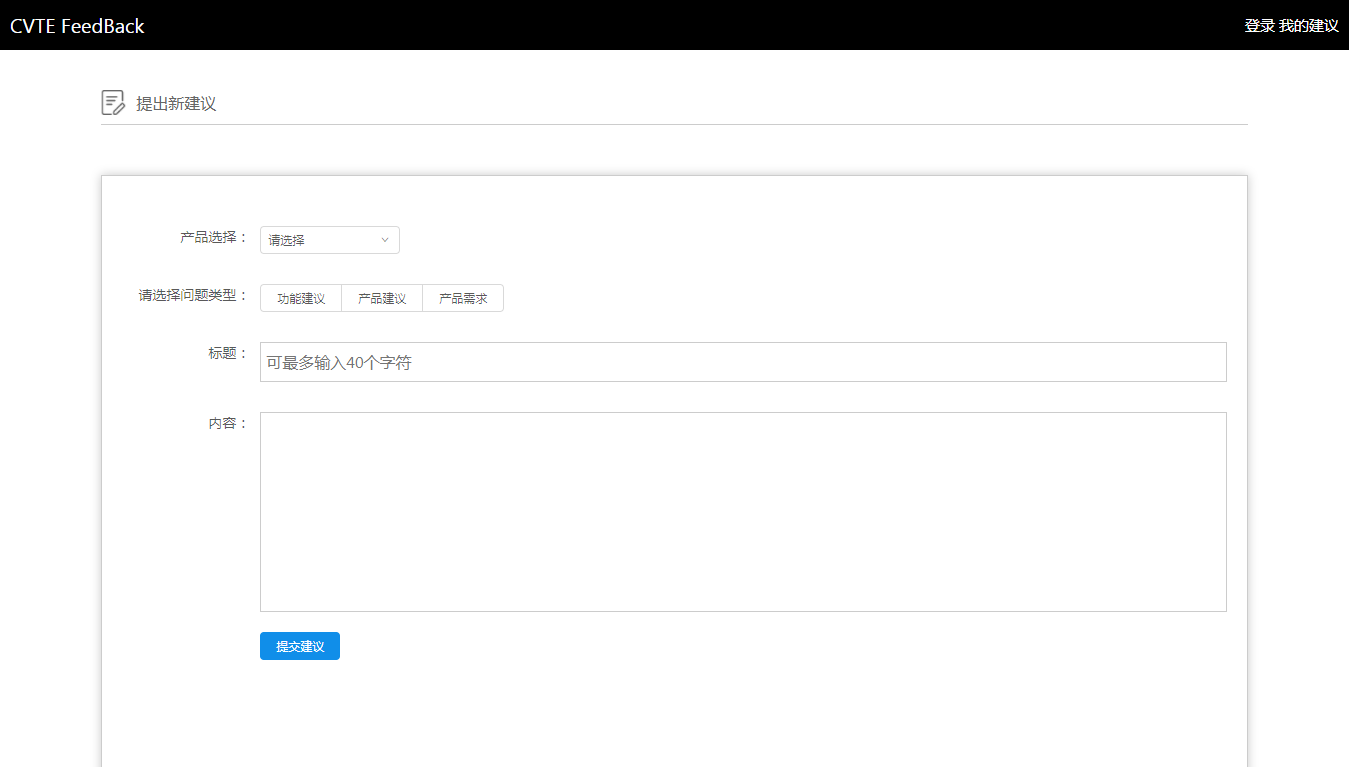 CVTE FeedBack 登录 我的建议
提出新建议
产品选择： 请选择
请选择问题类型： 功能建议 产品建议 产品需求
标题： 可最多输入40个字符
内容：
提交建议